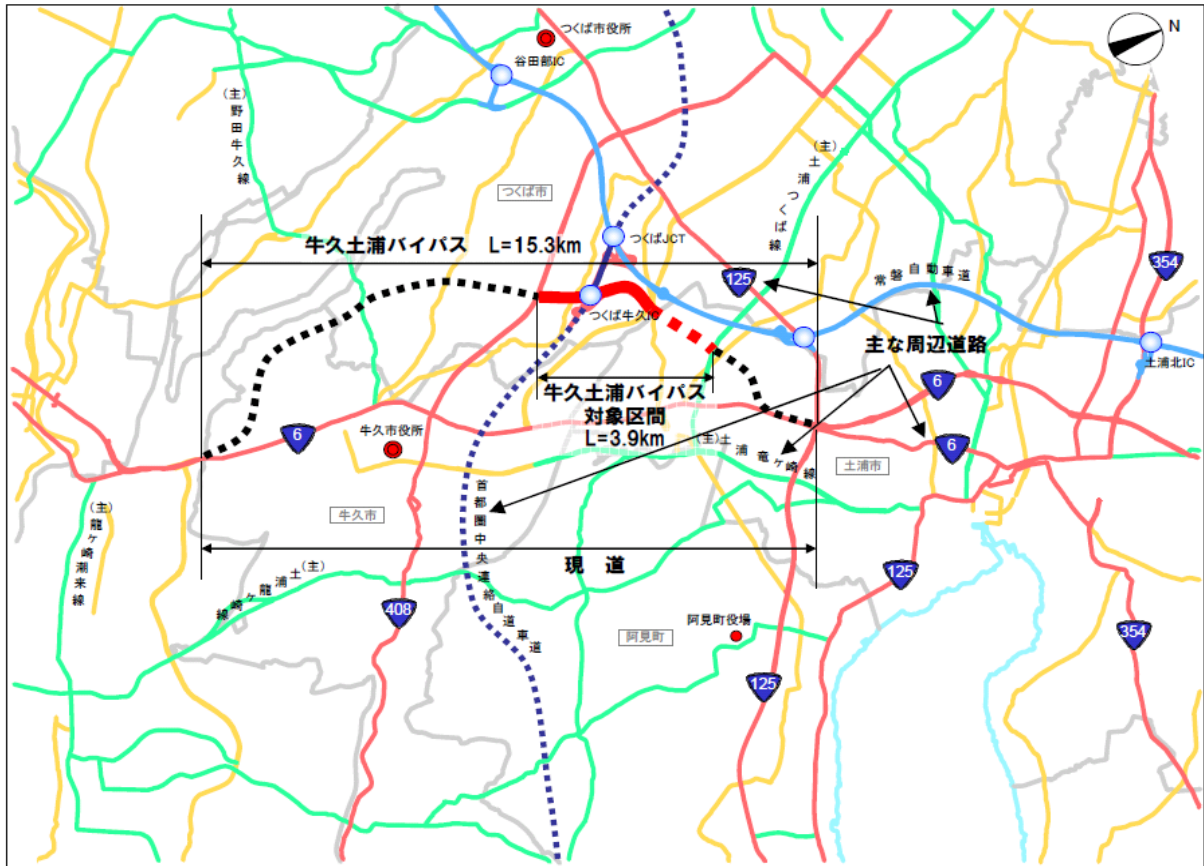 つくば市役所
N
谷田部IC
(主)野田牛久線
(主)土浦つくば線
つくば市
牛久土浦バイパス L=15.3km
つくばJCT
354
125
常磐自動車道
つくば牛久IC
主な周辺道路
土浦北IC
牛久土浦バイパス
対象区間
L=3.9km
6
6
牛久市役所
(主)土浦竜ケ崎線
6
土浦市
首都圏中央連絡自道車道
牛久市
(主)龍ケ崎潮来線
現 道
(主)土浦龍ケ崎線
125
408
阿見町役場
阿見町
354
125